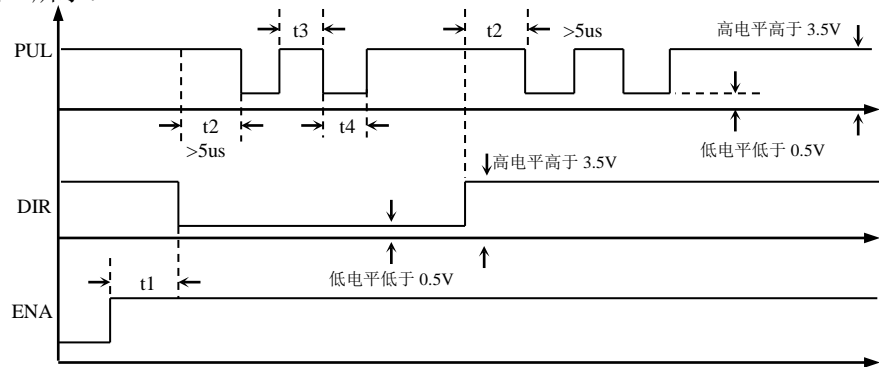 PUL
t3
t2
>5us
高电平高于 3.5V
t2
>5us
t4
低电平低于 0.5V
DIR
高电平高于 3.5V
低电平低于 0.5V
t1
ENA